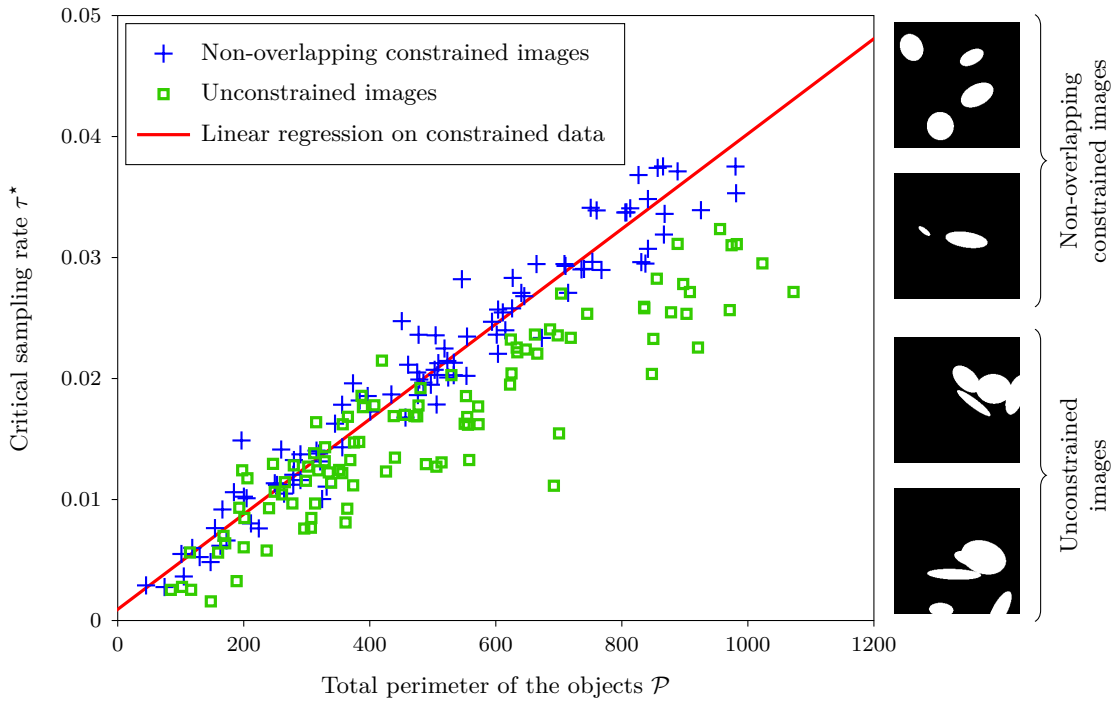 0.05
0.04
0.03
0.02
0.01
0
0
200
400
600
800
1000
1200
Critical sampling rate τ*
Total perimeter of the objects 𝒫
Non-overlapping constrained images
Unconstrained images
Linear regression on constrained data
Non-overlapping
constrained images
Unconstrained
images